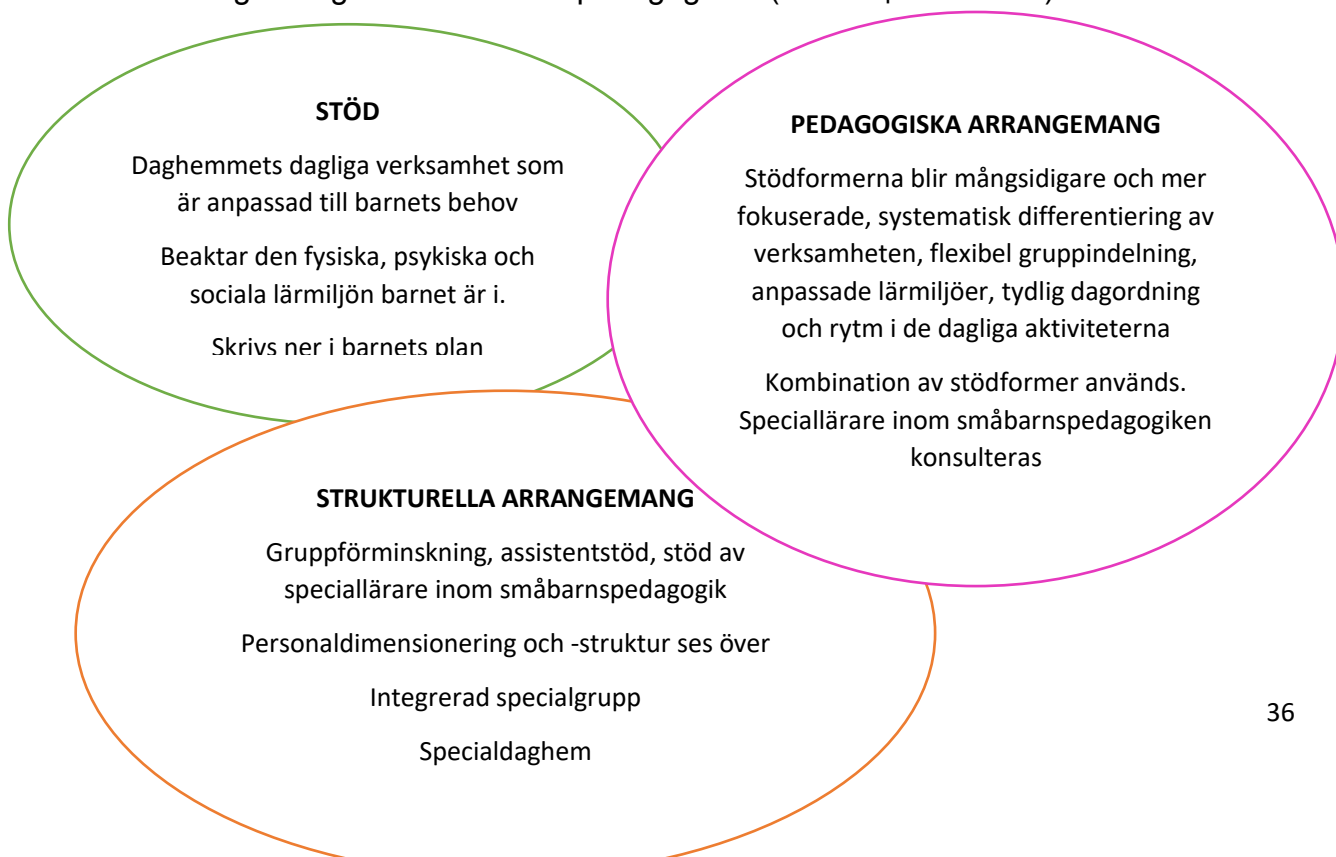 STÖD
Daghemmets dagliga verksamhet som
är anpassad till barnets behov
Beaktar den fysiska, psykiska och
sociala lärmiljön barnet är i.
Skrivs ner i barnets plan
PEDAGOGISKA ARRANGEMANG
Stödformerna blir mångsidigare och mer
fokuserade, systematisk differentiering av
verksamheten, flexibel gruppindelning,
anpassade lärmiljöer, tydlig dagordning
och rytm i de dagliga aktiviteterna
Kombination av stödformer används.
Speciallärare inom småbarnspedagogiken
konsulteras
STRUKTURELLA ARRANGEMANG
Gruppförminskning, assistentstöd, stöd av
speciallärare inom småbarnspedagogik
Personaldimensionering och -struktur ses över
Integrerad specialgrupp
Specialdaghem
36